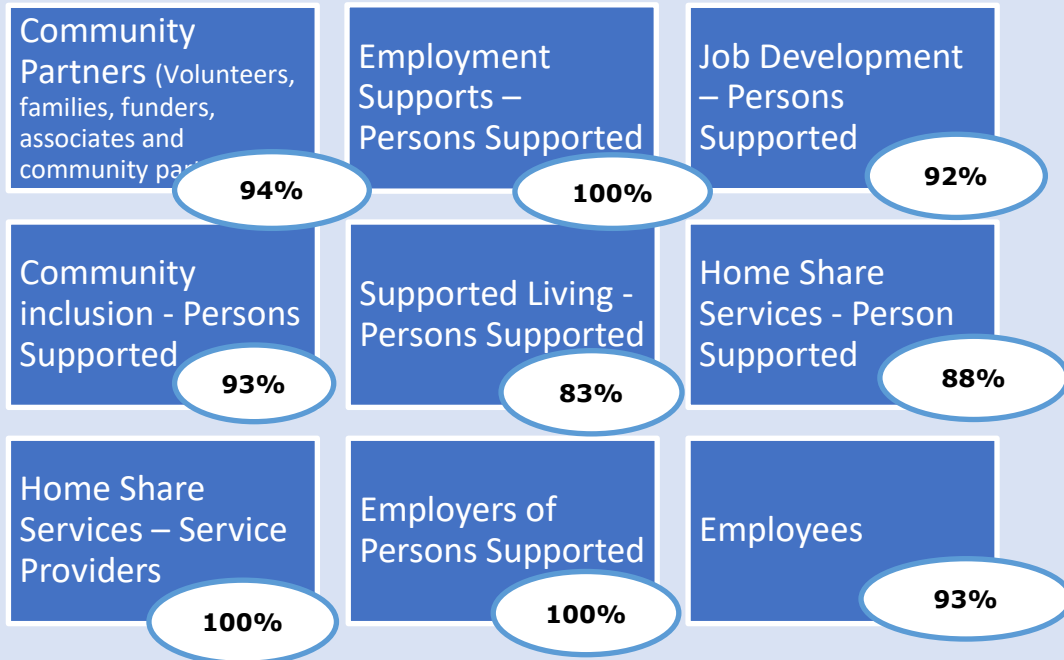 Community
Partners (Volunteers,
families, funders,
associates and
community
94%
Employment
Supports –
Persons Supported
100%
Job Development
– Persons
Supported
92%
Community
inclusion - Persons
Supported
93%
Supported Living -
Persons Supported
83%
Home Share
Services - Person
Supported
88%
Home Share
Services – Service
Providers
100%
Employers of
Persons Supported
100%
Employees
93%